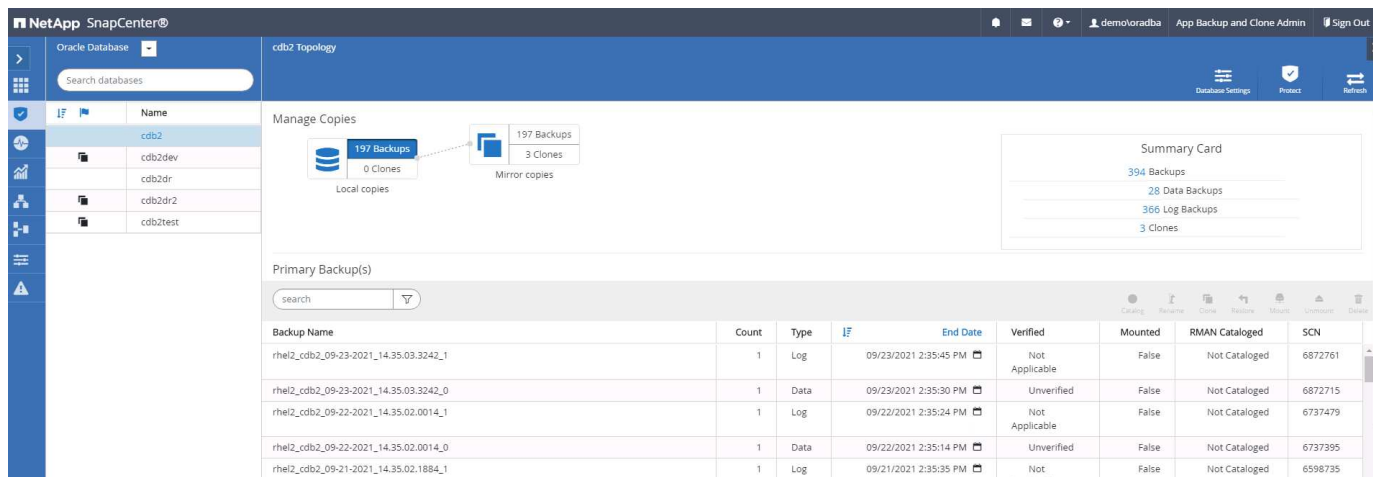 NetApp SnapCenter®
demo\oradba App Backup and Clone Admin Sign Out
Oracle Database
cdb2 Topology
Search databases
Database Settings Protect Refresh
Name
cdb2
cdb2dev
cdb2dr
cdb2dr2
cdb2test
Manage Copies
197 Backups
0 Clones
Local copies
197 Backups
3 Clones
Mirror copies
Summary Card
394 Backups
28 Data Backups
366 Log Backups
3 Clones
Primary Backup(s)
search
Catalog Rename Clone Restore Mount Unmount Delete
Backup Name Count Type End Date Verified Mounted RMAN Cataloged SCN
rhel2_cdb2_09-23-2021_14.35.03.3242_1 1 Log 09/23/2021 2:35:45 PM Not Applicable False Not Cataloged 6872761
rhel2_cdb2_09-23-2021_14.35.03.3242_0 1 Data 09/23/2021 2:35:30 PM Unverified False Not Cataloged 6872715
rhel2_cdb2_09-22-2021_14.35.02.0014_1 1 Log 09/22/2021 2:35:24 PM Not Applicable False Not Cataloged 6737479
rhel2_cdb2_09-22-2021_14.35.02.0014_0 1 Data 09/22/2021 2:35:14 PM Unverified False Not Cataloged 6737395
rhel2_cdb2_09-21-2021_14.35.02.1884_1 1 Log 09/21/2021 2:35:35 PM Not False Not Cataloged 6598735